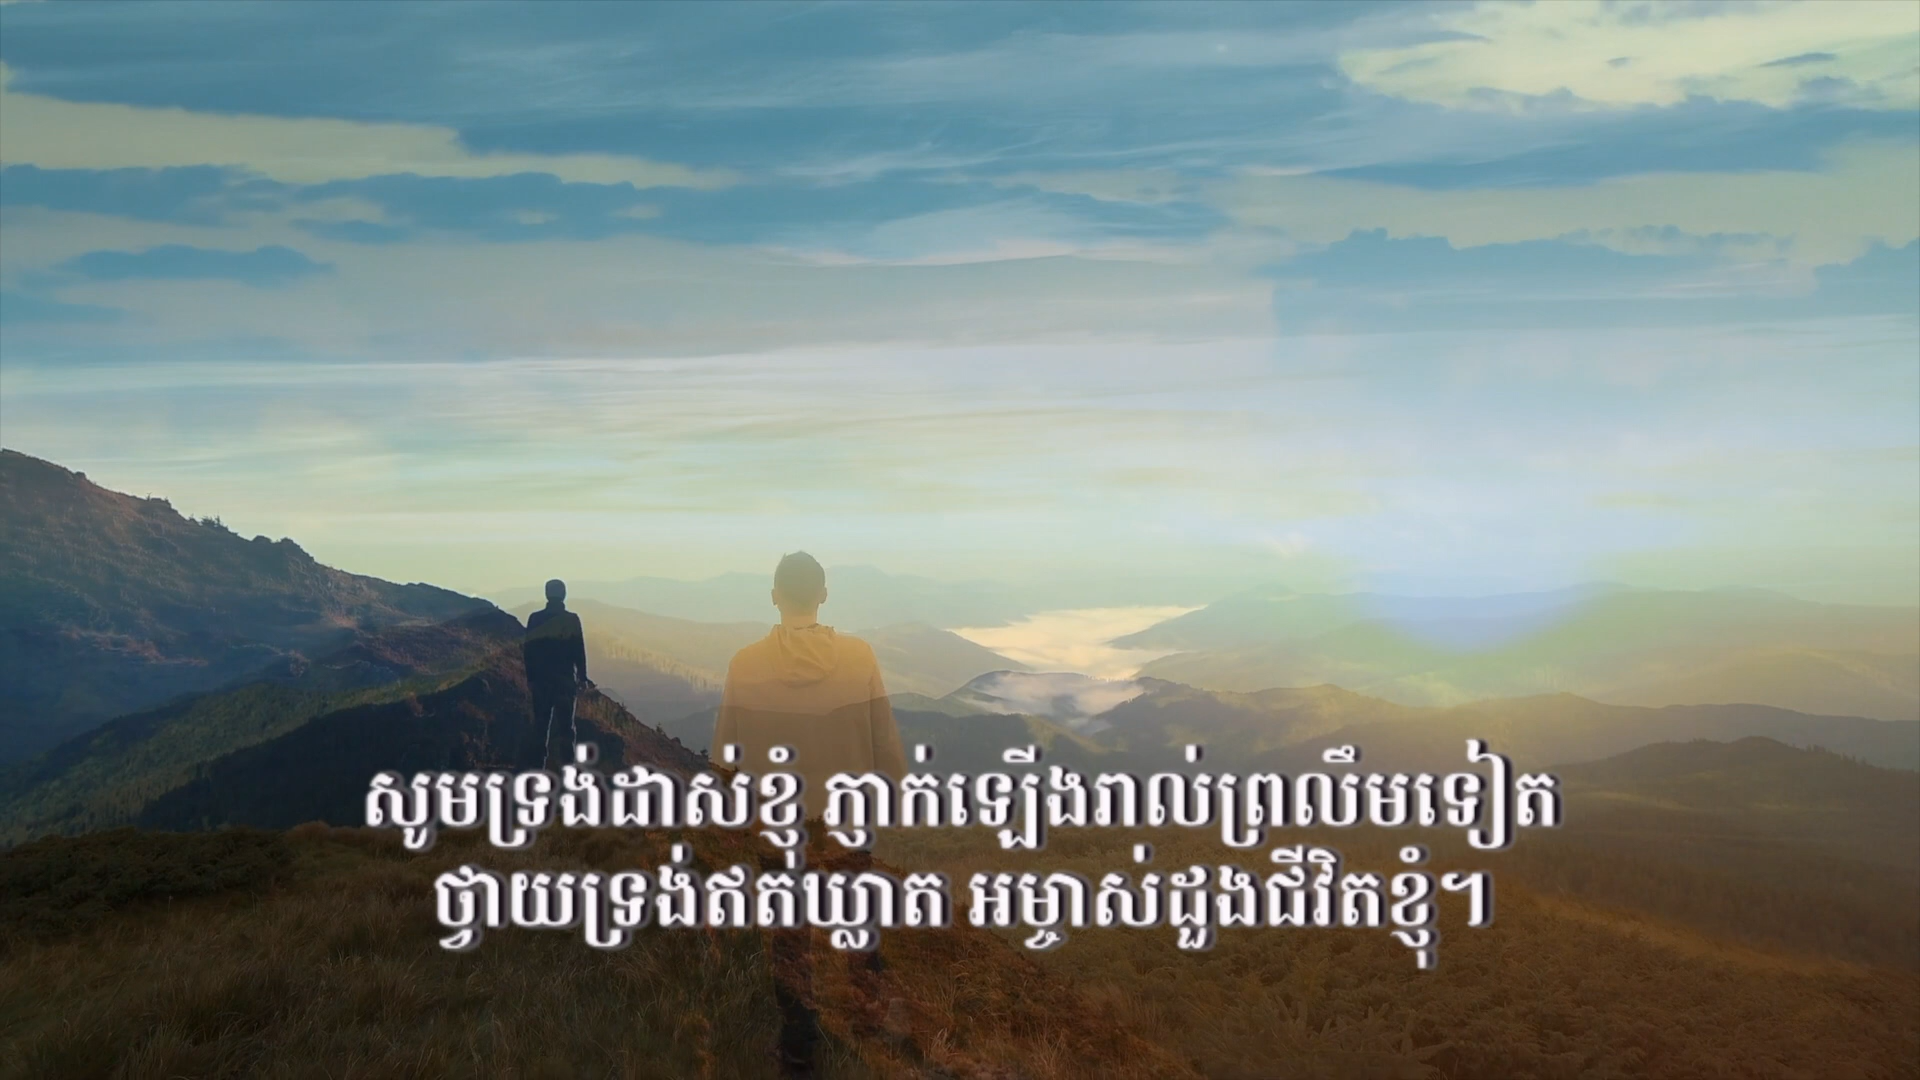 សូមទ្រង់ដាស់ខ្ញុំ ភ្ញាក់ឡើងរាល់ព្រលឹមទៀត
ថ្វាយទ្រង់ឥតឃ្លាត អម្ចាស់ដួងជីវិតខ្ញុំ។